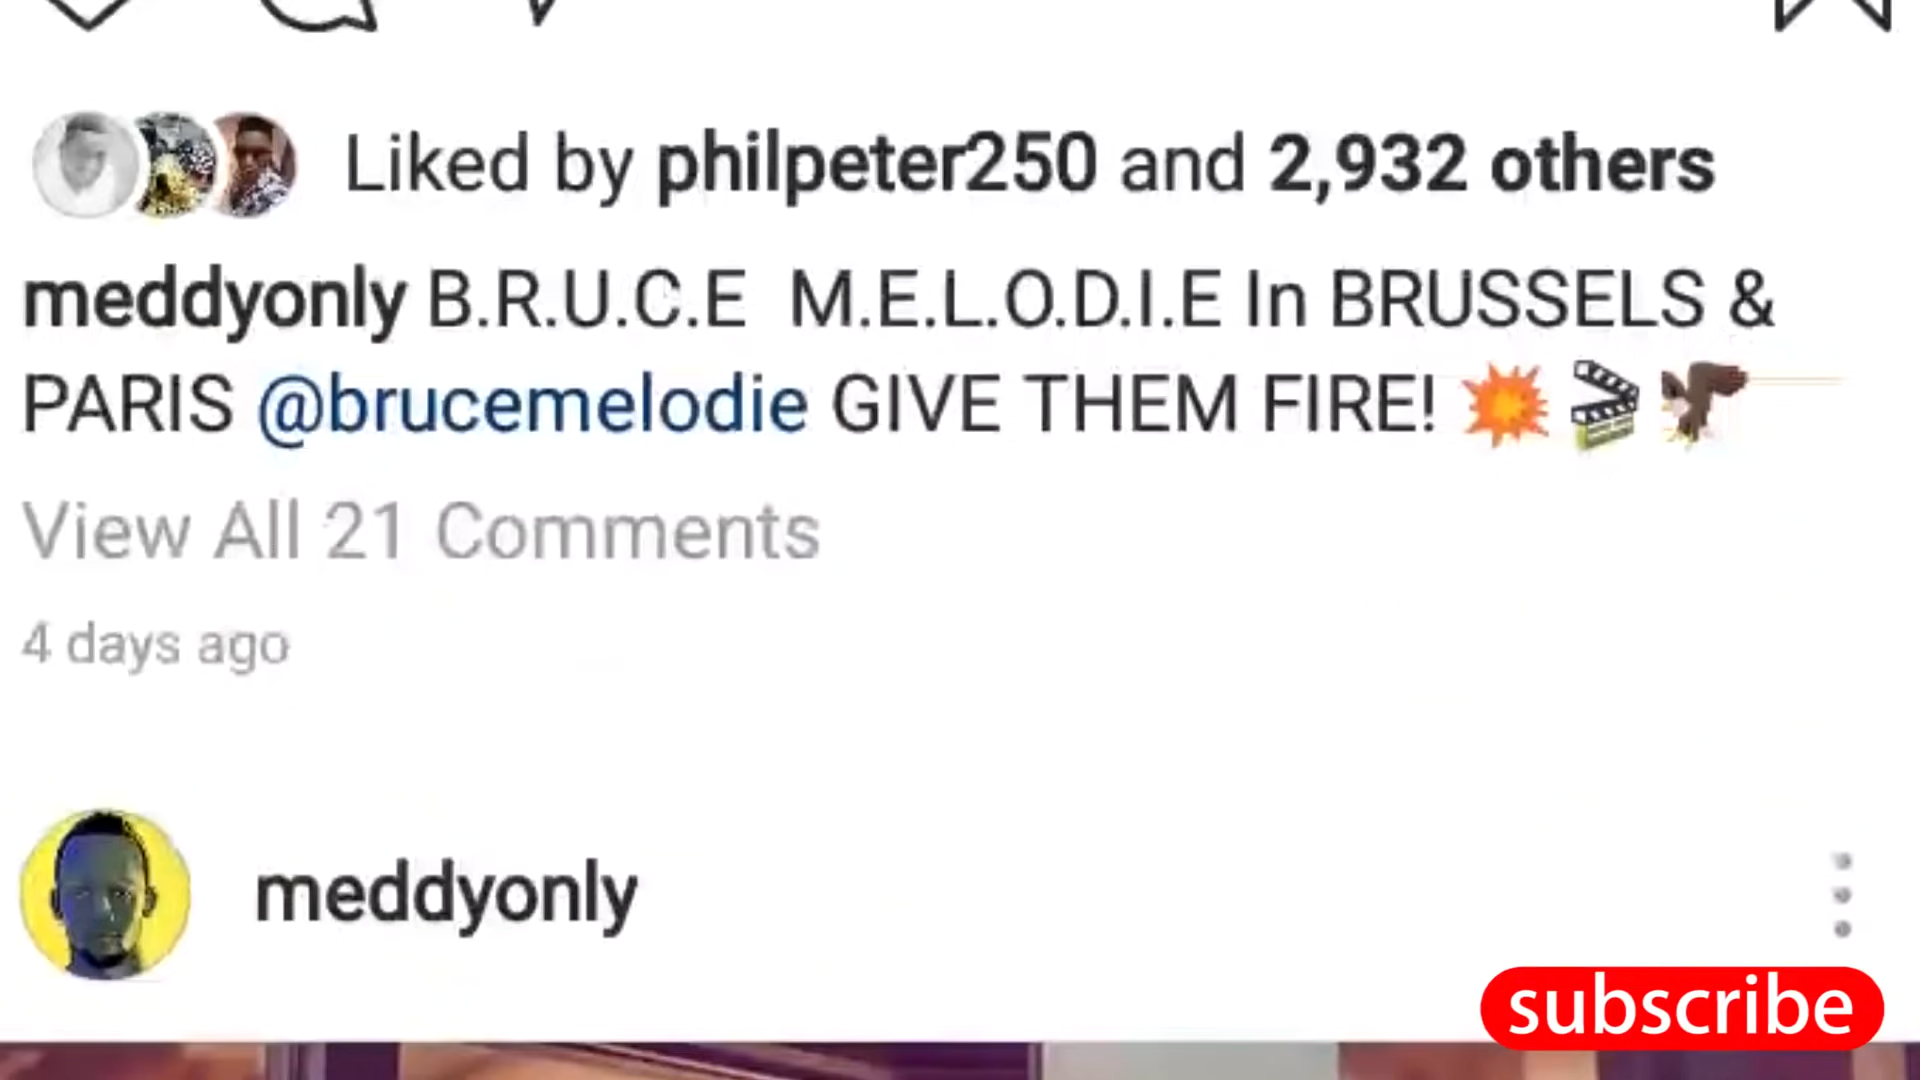 Liked by philpeter250 and 2,932 others
meddyonly B.R.U.C.E  M.E.L.O.D.I.E In BRUSSELS &
PARIS @brucemelodie GIVE THEM FIRE! 💥🎬🦅
View All 21 Comments
4 days ago
meddyonly
subscribe